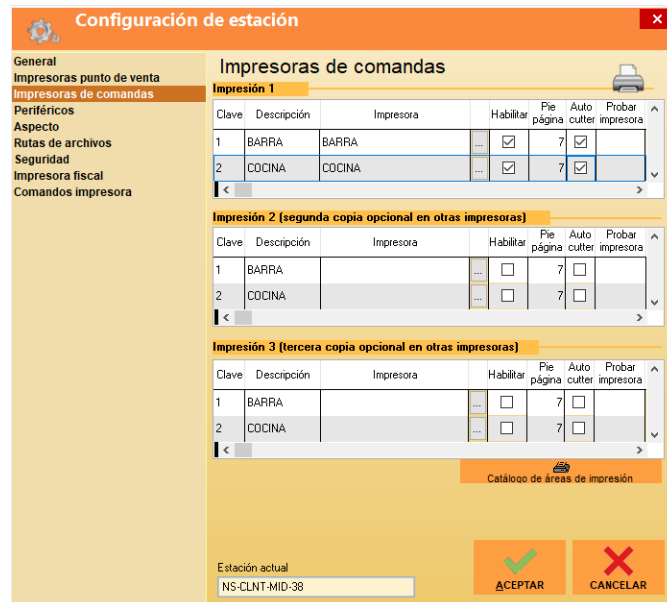 Configuración de estación
General
Impresoras punto de venta
Impresoras de comandas
Periféricos
Aspecto
Rutas de archivos
Seguridad
Impresora fiscal
Comandos impresora
Impresoras de comandas
Impresión 1
Clave Descripción Impresora Habilitar Pie página Auto cutter Probar impresora
1 BARRA BARRA ... 7
2 COCINA COCINA ... 7
Impresión 2 (segunda copia opcional en otras impresoras)
Clave Descripción Impresora Habilitar Pie página Auto cutter Probar impresora
1 BARRA ... 7
2 COCINA ... 7
Impresión 3 (tercera copia opcional en otras impresoras)
Clave Descripción Impresora Habilitar Pie página Auto cutter Probar impresora
1 BARRA ... 7
2 COCINA ... 7
Catálogo de áreas de impresión
Estación actual
NS-CLNT-MID-38
ACEPTAR
CANCELAR